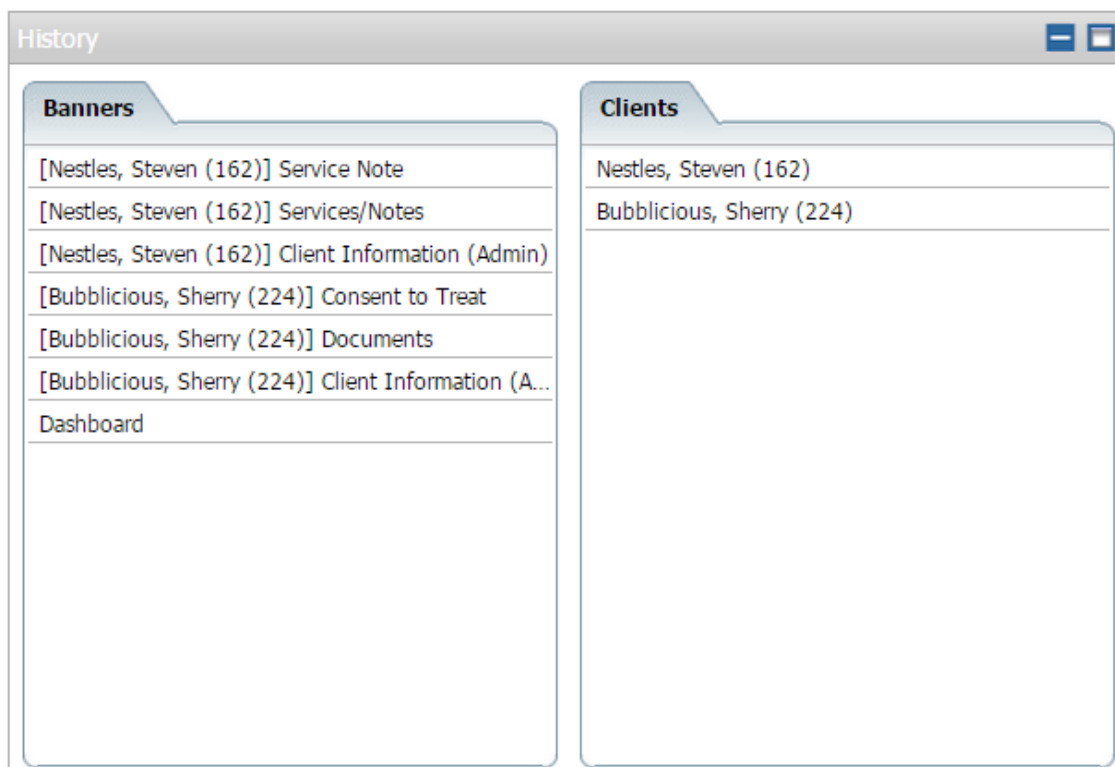 History
Banners
[Nestles, Steven (162)] Service Note
[Nestles, Steven (162)] Services/Notes
[Nestles, Steven (162)] Client Information (Admin)
[Bubblicious, Sherry (224)] Consent to Treat
[Bubblicious, Sherry (224)] Documents
[Bubblicious, Sherry (224)] Client Information (A...
Dashboard
Clients
Nestles, Steven (162)
Bubblicious, Sherry (224)